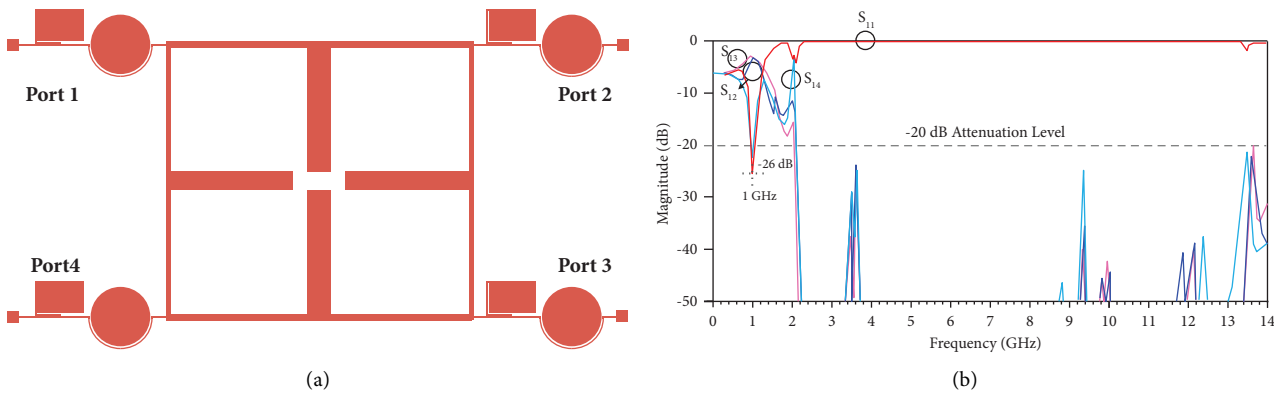 Port 1
Port 2
Port4
Port 3
(a)
S11
S13
S12
S14
-20 dB Attenuation Level
-26 dB
1 GHz
Magnitude (dB)
0
-10
-20
-30
-40
-50
0 1 2 3 4 5 6 7 8 9 10 11 12 13 14
Frequency (GHz)
(b)